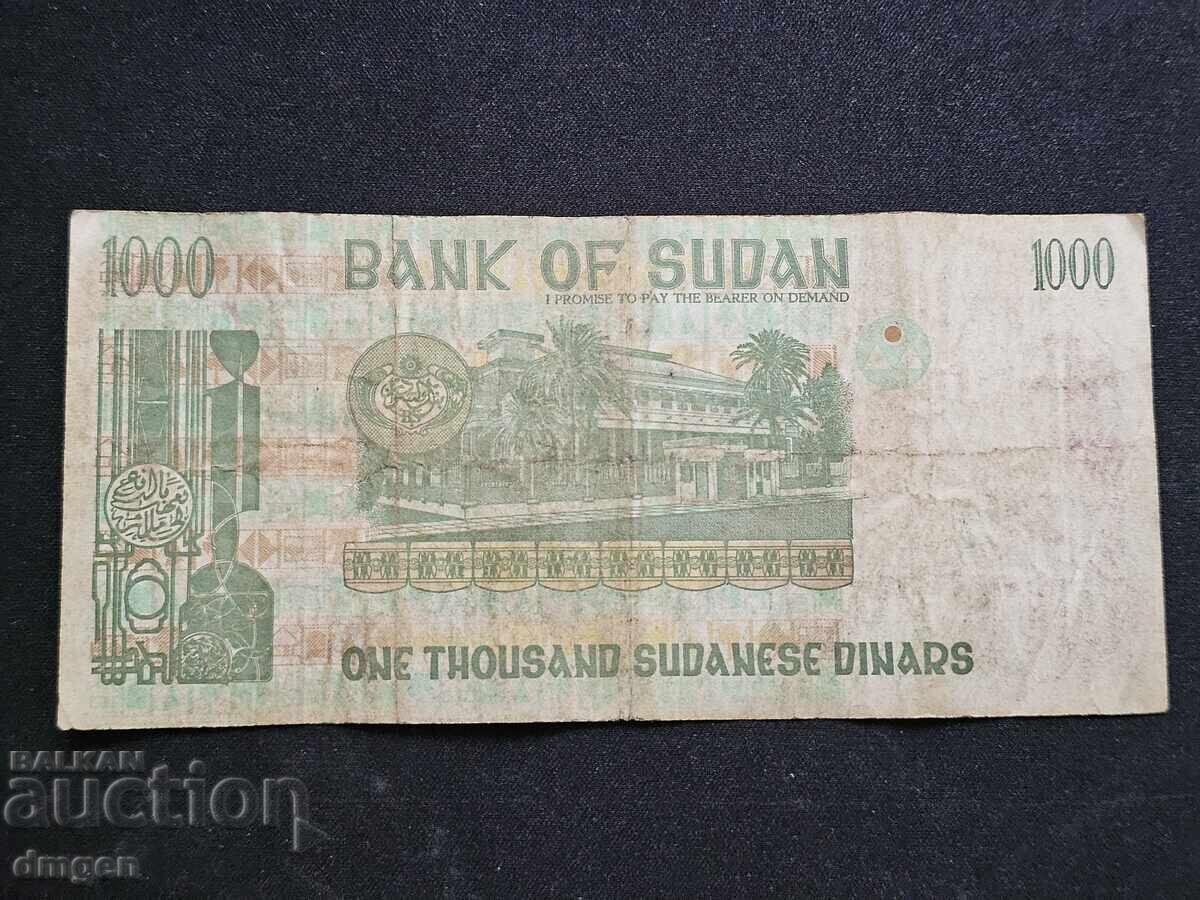 1000 BANK OF SUDAN 1000
I PROMISE TO PAY THE BEARER ON DEMAND
ONE THOUSAND SUDANESE DINARS
BALKAN
auction
dmgen